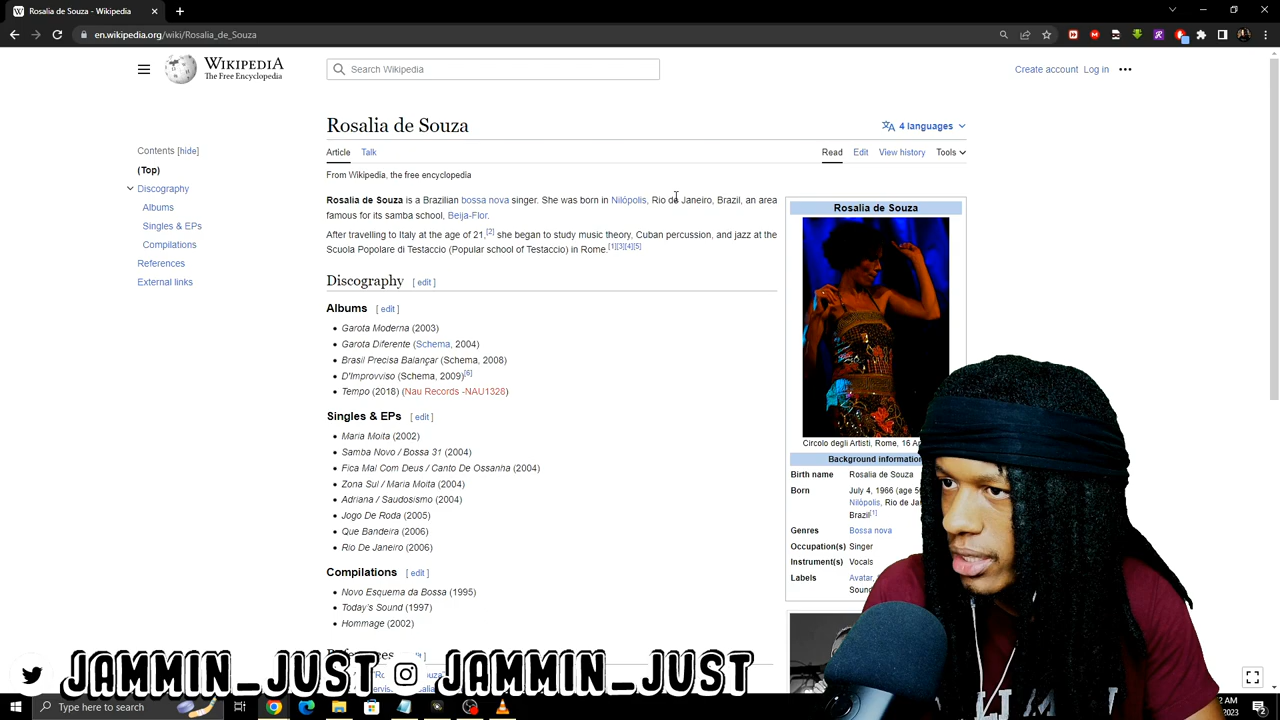 Rosalia de Souza - Wikipedia
en.wikipedia.org/wiki/Rosalia_de_Souza
WIKIPEDIA
The Free Encyclopedia
Search Wikipedia
Create account Log in
Rosalia de Souza
4 languages
Contents [hide]
(Top)
Discography
Albums
Singles & EPs
Compilations
References
External links
Article Talk
Read Edit View history Tools
From Wikipedia, the free encyclopedia
Rosalia de Souza is a Brazilian bossa nova singer. She was born in Nilópolis, Rio de Janeiro, Brazil, an area
famous for its samba school, Beija-Flor.
After travelling to Italy at the age of 21,[2] she began to study music theory, Cuban percussion, and jazz at the
Scuola Popolare di Testaccio (Popular school of Testaccio) in Rome.[1][3][4][5]
Discography [ edit ]
Albums [ edit ]
• Garota Moderna (2003)
• Garota Diferente (Schema, 2004)
• Brasil Precisa Balançar (Schema, 2008)
• D'Improvviso (Schema, 2009)[6]
• Tempo (2018) (Nau Records -NAU1328)
Singles & EPs [ edit ]
• Maria Moita (2002)
• Samba Novo / Bossa 31 (2004)
• Fica Mal Com Deus / Canto De Ossanha (2004)
• Zona Sul / Maria Moita (2004)
• Adriana / Saudosismo (2004)
• Jogo De Roda (2005)
• Que Bandeira (2006)
• Rio De Janeiro (2006)
Compilations [ edit ]
• Novo Esquema da Bossa (1995)
• Today's Sound (1997)
• Hommage (2002)
Rosalia de Souza
Circolo degli Artisti, Rome, 16
Background information
Birth name Rosalia de Souza
Born July 4, 1966 (age
Nilópolis, Rio de
Brazil[1]
Genres Bossa nova
Occupation(s) Singer
Instrument(s) Vocals
Labels Avatar,
JAMMIN_JUST JAMMIN_JUST
Type here to search
AM
2023